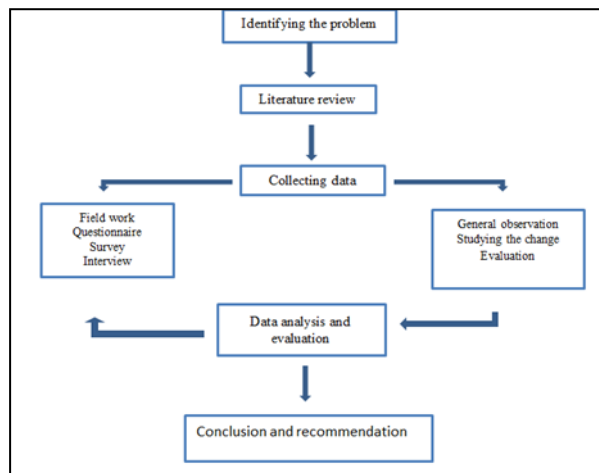 Identifying the problem
Literature review
Collecting data
Field work
Questionnaire
Survey
Interview
General observation
Studying the change
Evaluation
Data analysis and
evaluation
Conclusion and recommendation